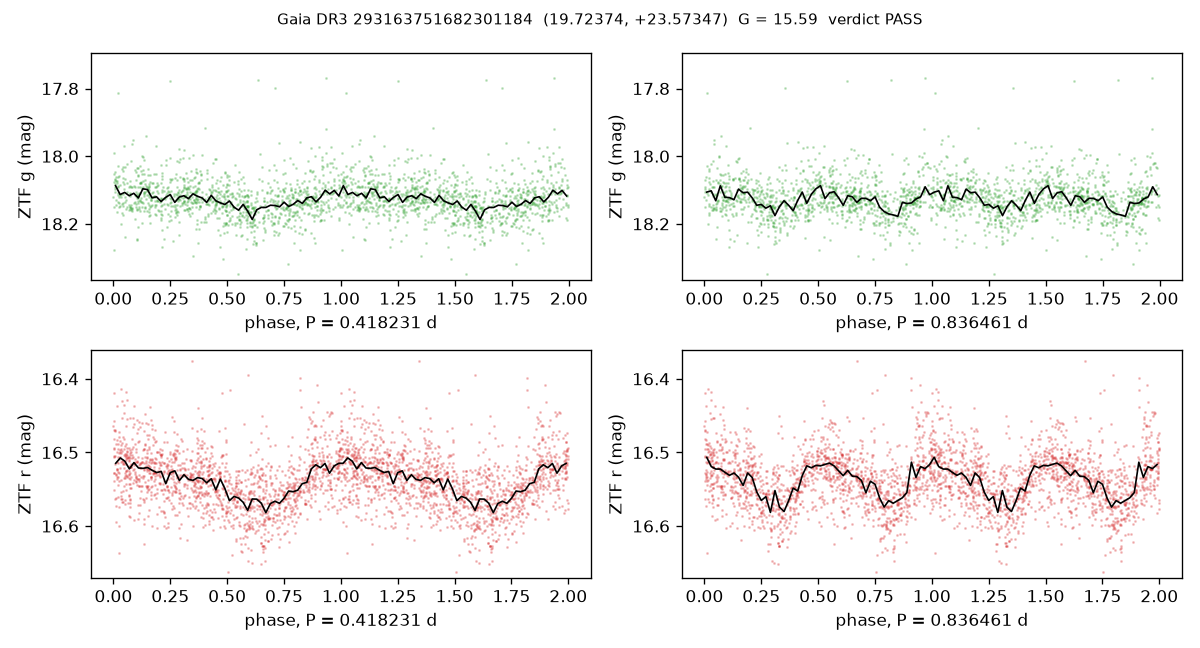 Gaia DR3 293163751682301184  (19.72374, +23.57347)  G = 15.59  verdict PASS
ZTF g (mag)
17.8
18.0
18.2
0.00 0.25 0.50 0.75 1.00 1.25 1.50 1.75 2.00
phase, P = 0.418231 d
ZTF g (mag)
17.8
18.0
18.2
0.00 0.25 0.50 0.75 1.00 1.25 1.50 1.75 2.00
phase, P = 0.836461 d
ZTF r (mag)
16.4
16.5
16.6
0.00 0.25 0.50 0.75 1.00 1.25 1.50 1.75 2.00
phase, P = 0.418231 d
ZTF r (mag)
16.4
16.5
16.6
0.00 0.25 0.50 0.75 1.00 1.25 1.50 1.75 2.00
phase, P = 0.836461 d